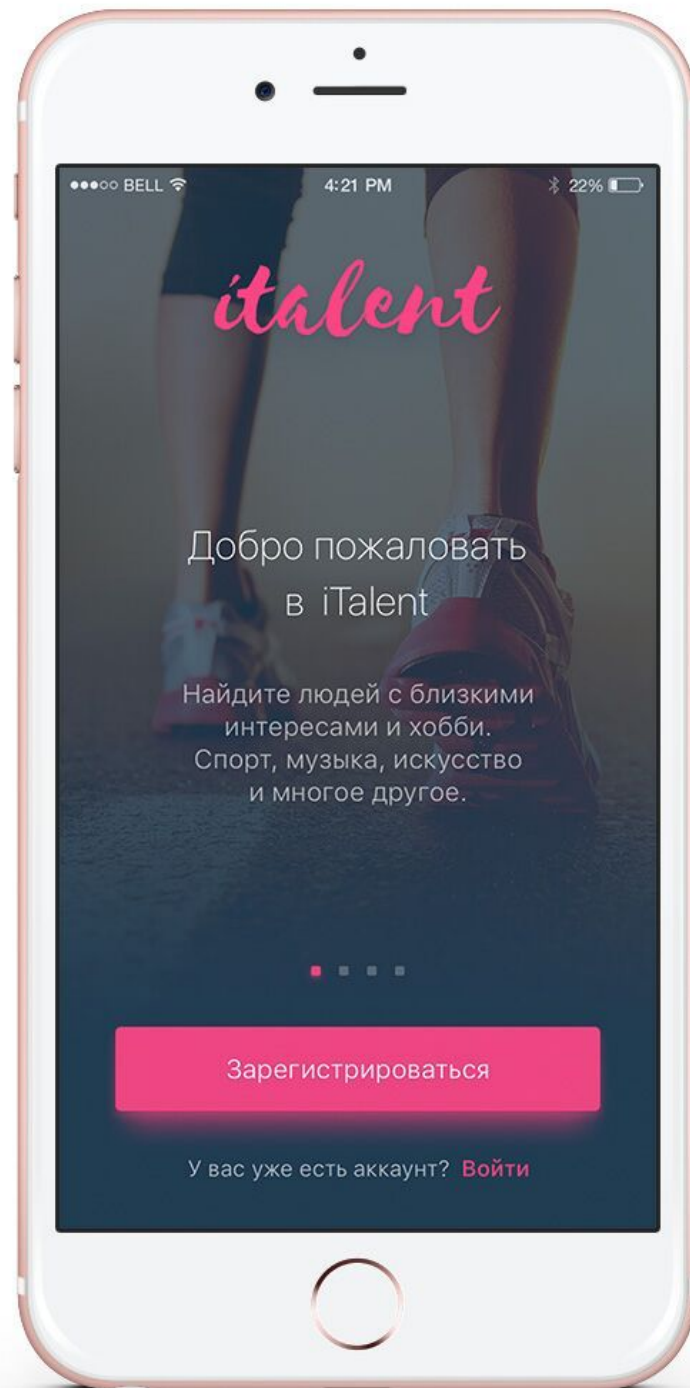 BELL 4:21 PM 22%
italent
Добро пожаловать
в iTalent
Найдите людей с близкими
интересами и хобби.
Спорт, музыка, искусство
и многое другое.
Зарегистрироваться
У вас уже есть аккаунт? Войти